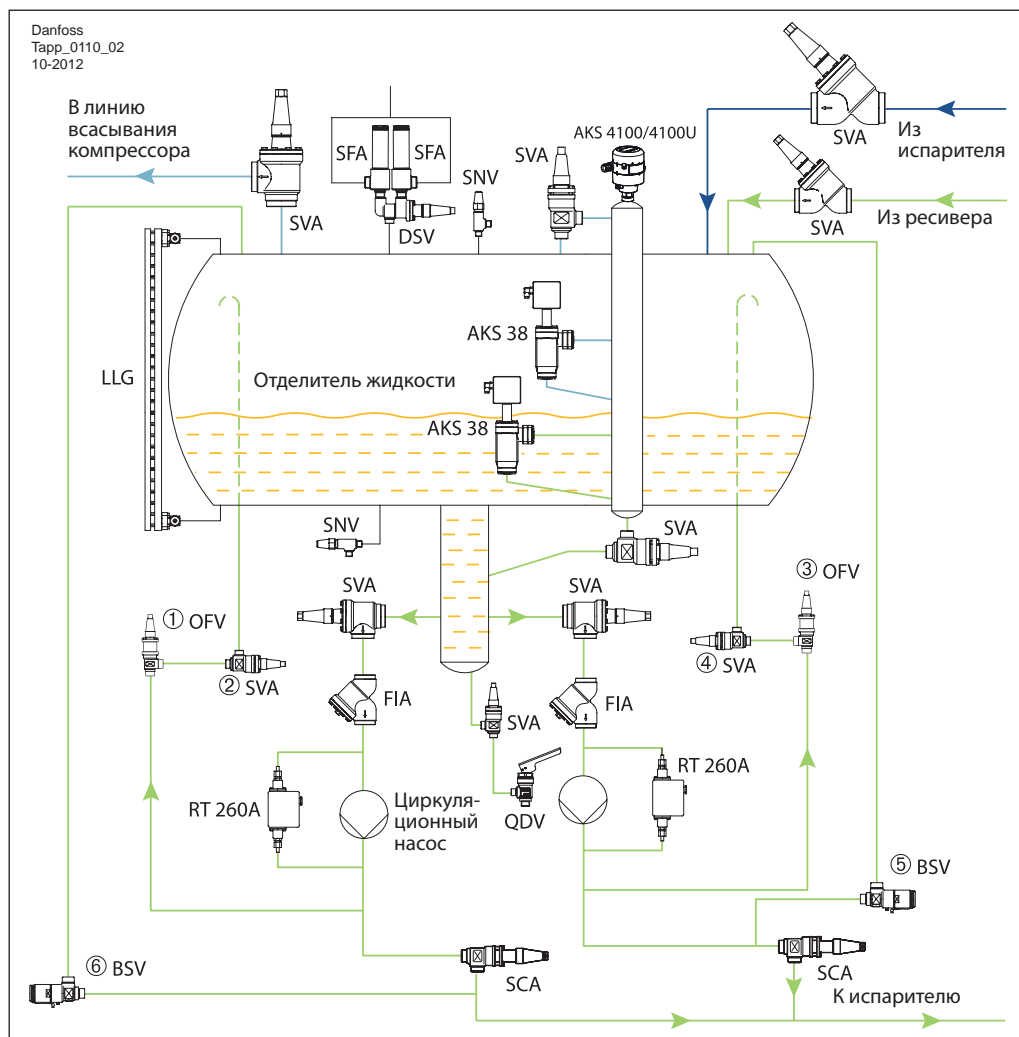 Danfoss
Tapp_0110_02
10-2012
В линию
всасывания
компрессора
SVA
SFA
SFA
DSV
SNV
SVA
AKS 4100/4100U
SVA
Из
испарителя
SVA
Из ресивера
LLG
AKS 38
Отделитель жидкости
AKS 38
SNV
SVA
SVA
SVA
① OFV
② SVA
③ OFV
④ SVA
FIA
SVA
FIA
RT 260A
Циркуля-
ционный
насос
QDV
RT 260A
⑤ BSV
⑥ BSV
SCA
SCA
К испарителю